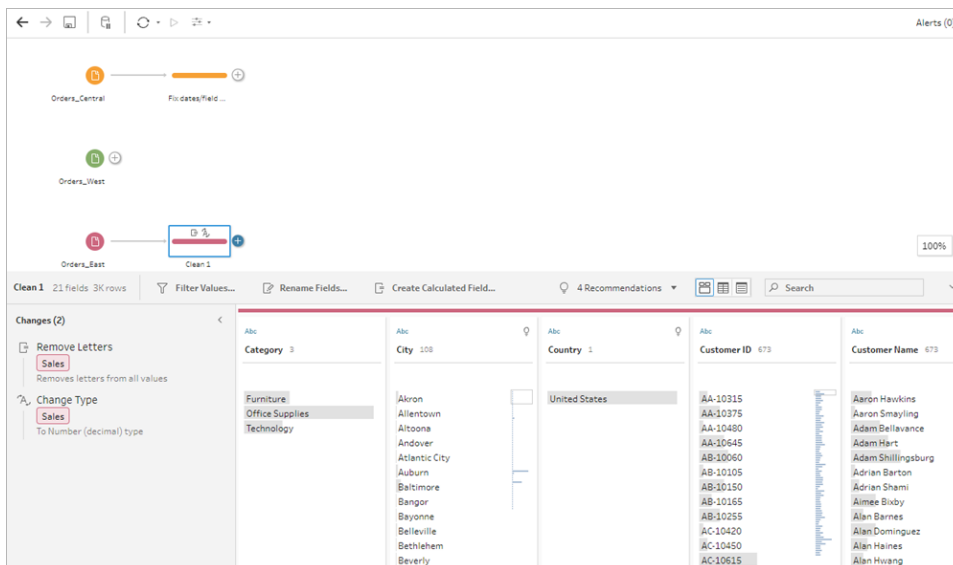 Alerts (0)
Orders_Central
Fix dates/field ...
Orders_West
Orders_East
Clean 1
100%
Clean 1 21 fields 3K rows
Filter Values...
Rename Fields...
Create Calculated Field...
4 Recommendations
Search
Changes (2)
Remove Letters
Sales
Removes letters from all values
Change Type
Sales
To Number (decimal) type
Abc
Category 3
Furniture
Office Supplies
Technology
Abc
City 108
Akron
Allentown
Altoona
Andover
Atlantic City
Auburn
Baltimore
Bangor
Bayonne
Belleville
Bethlehem
Beverly
Abc
Country 1
United States
Abc
Customer ID 673
AA-10315
AA-10375
AA-10480
AA-10645
AB-10060
AB-10105
AB-10150
AB-10165
AB-10255
AC-10420
AC-10450
AC-10615
Abc
Customer Name 673
Aaron Hawkins
Aaron Smayling
Adam Bellavance
Adam Hart
Adam Shillingsburg
Adrian Barton
Adrian Shami
Aimee Bixby
Alan Barnes
Alan Dominguez
Alan Haines
Alan Hwang